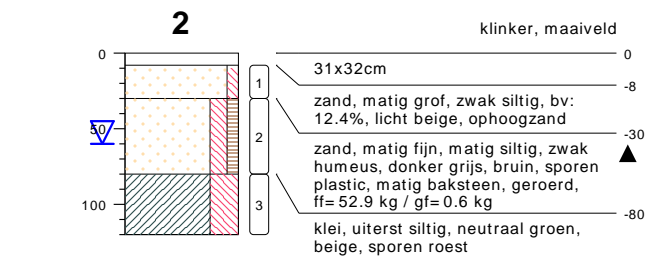 2
klinker, maaiveld
0
0
31x32cm
-8
1
zand, matig grof, zwak siltig, bv:
12.4%, licht beige, ophoogzand
-30
50
2
zand, matig fijn, matig siltig, zwak
humeus, donker grijs, bruin, sporen
plastic, matig baksteen, geroerd,
ff= 52.9 kg / gf= 0.6 kg
-80
100
3
klei, uiterst siltig, neutraal groen,
beige, sporen roest